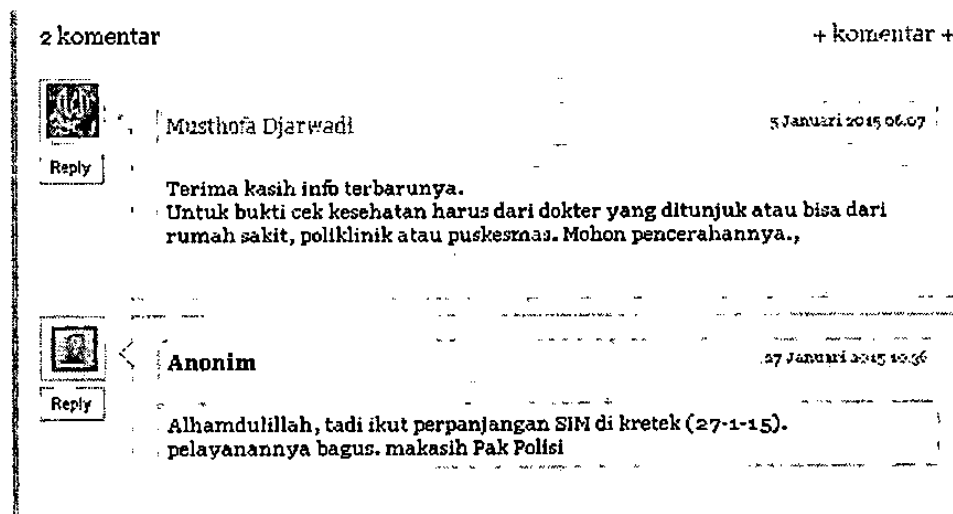 2 komentar
+ komentar +
Musthofa Djarwadi
5 Januari 2015 06.07
Reply
Terima kasih info terbarunya.
Untuk bukti cek kesehatan harus dari dokter yang ditunjuk atau bisa dari
rumah sakit, poliklinik atau puskesmas. Mohon pencerahannya.,
Anonim
27 Januari 2015 10.36
Reply
Alhamdulillah, tadi ikut perpanjangan SIM di kretek (27-1-15).
pelayanannya bagus. makasih Pak Polisi